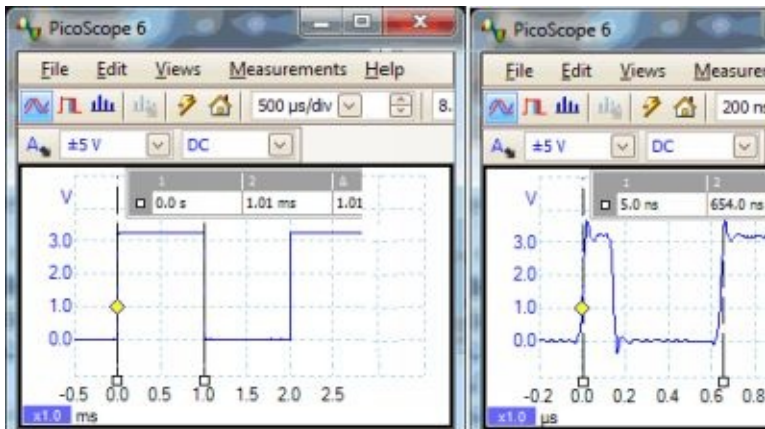 PicoScope 6
File Edit Views Measurements Help
500 µs/div 8.
A ±5 V DC
1 2 Δ
0.0 s 1.01 ms 1.01
V
3.0
2.0
1.0
0.0
-0.5 0.0 0.5 1.0 1.5 2.0 2.5
x1.0 ms
PicoScope 6
File Edit Views Measurer
200 ns
A ±5 V DC
1 2
5.0 ns 654.0 ns
V
3.0
2.0
1.0
0.0
-0.2 0.0 0.2 0.4 0.6 0.8
x1.0 µs